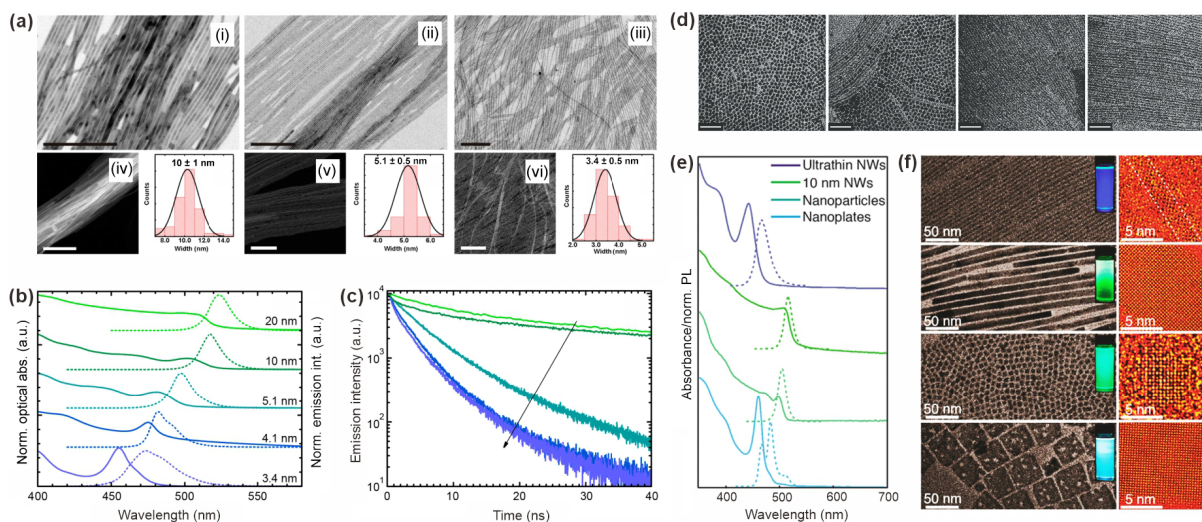 (a)
(i)
(ii)
(iii)
(iv)
10 ± 1 nm
Counts
8.0 10.0 12.0 14.0
Width (nm)
(v)
5.1 ± 0.5 nm
Counts
4.0 5.0 6.0
Width (nm)
(vi)
3.4 ± 0.5 nm
Counts
2.0 3.0 4.0 5.0 6.0
Width (nm)
(b)
Norm. optical abs. (a.u.)
20 nm
10 nm
5.1 nm
4.1 nm
3.4 nm
Norm. emission int. (a.u.)
400 450 500 550
Wavelength (nm)
(c)
Emission intensity (a.u.)
10⁴
10³
10²
10¹
0 10 20 30 40
Time (ns)
(d)
(e)
Ultrathin NWs
10 nm NWs
Nanoparticles
Nanoplates
Absorbance/norm. PL
400 500 600 700
Wavelength (nm)
(f)
50 nm
5 nm
50 nm
5 nm
50 nm
5 nm
50 nm
5 nm